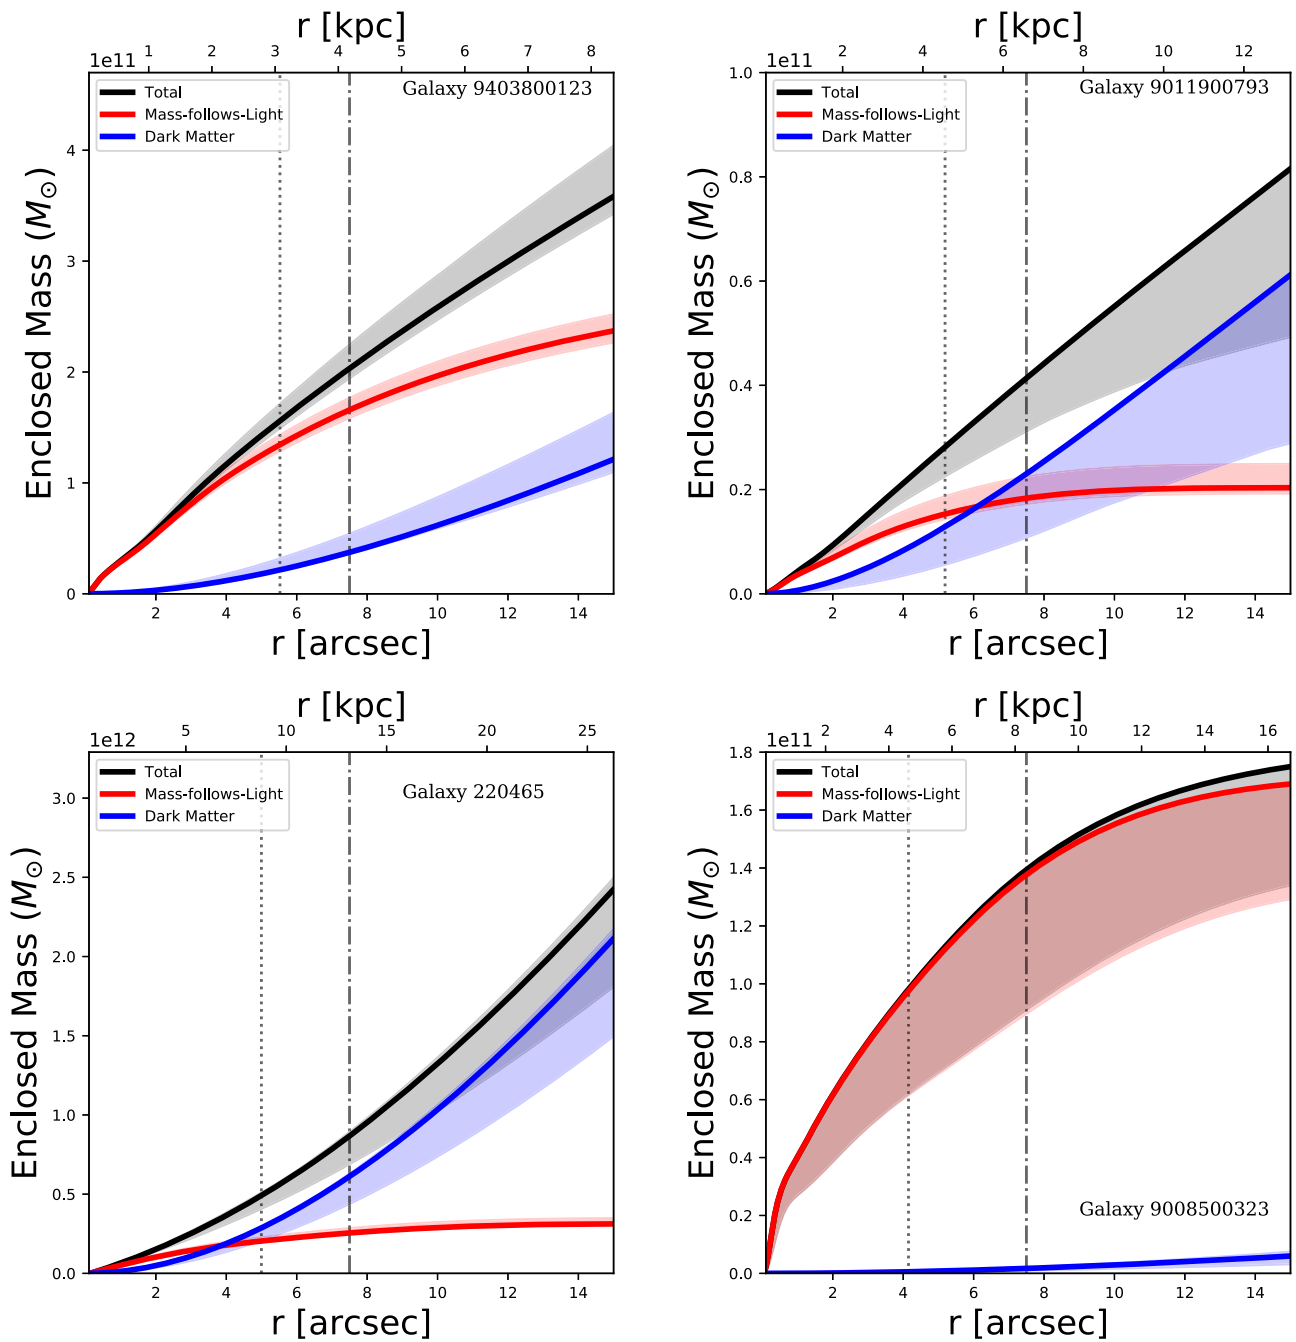 r [kpc]
1 2 3 4 5 6 7 8
1e11
Total
Mass-follows-Light
Dark Matter
Galaxy 9403800123
Enclosed Mass (M⊙)
4
3
2
1
0
2 4 6 8 10 12 14
r [arcsec]
r [kpc]
2 4 6 8 10 12
1e11
Total
Mass-follows-Light
Dark Matter
Galaxy 9011900793
Enclosed Mass (M⊙)
1.0
0.8
0.6
0.4
0.2
0.0
2 4 6 8 10 12 14
r [arcsec]
r [kpc]
5 10 15 20 25
1e12
Total
Mass-follows-Light
Dark Matter
Galaxy 220465
Enclosed Mass (M⊙)
3.0
2.5
2.0
1.5
1.0
0.5
0.0
2 4 6 8 10 12 14
r [arcsec]
r [kpc]
2 4 6 8 10 12 14 16
1e11
Total
Mass-follows-Light
Dark Matter
Enclosed Mass (M⊙)
1.8
1.6
1.4
1.2
1.0
0.8
0.6
0.4
0.2
0.0
Galaxy 9008500323
2 4 6 8 10 12 14
r [arcsec]